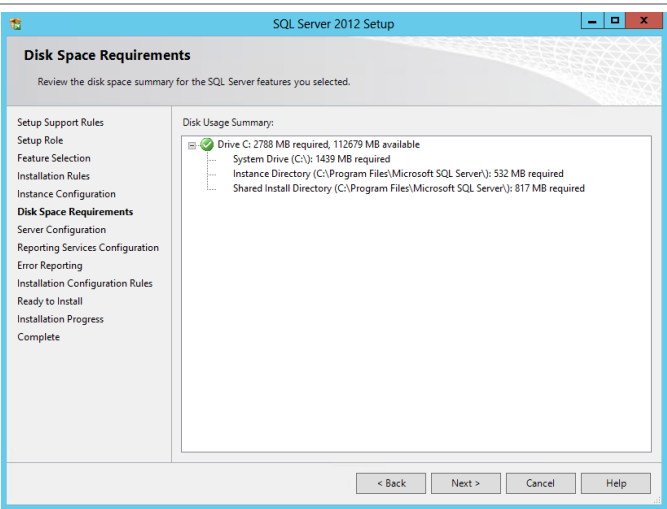 SQL Server 2012 Setup
Disk Space Requirements
Review the disk space summary for the SQL Server features you selected.
Setup Support Rules
Setup Role
Feature Selection
Installation Rules
Instance Configuration
Disk Space Requirements
Server Configuration
Reporting Services Configuration
Error Reporting
Installation Configuration Rules
Ready to Install
Installation Progress
Complete
Disk Usage Summary:
Drive C: 2788 MB required, 112679 MB available
System Drive (C:\): 1439 MB required
Instance Directory (C:\Program Files\Microsoft SQL Server\): 532 MB required
Shared Install Directory (C:\Program Files\Microsoft SQL Server\): 817 MB required
< Back
Next >
Cancel
Help